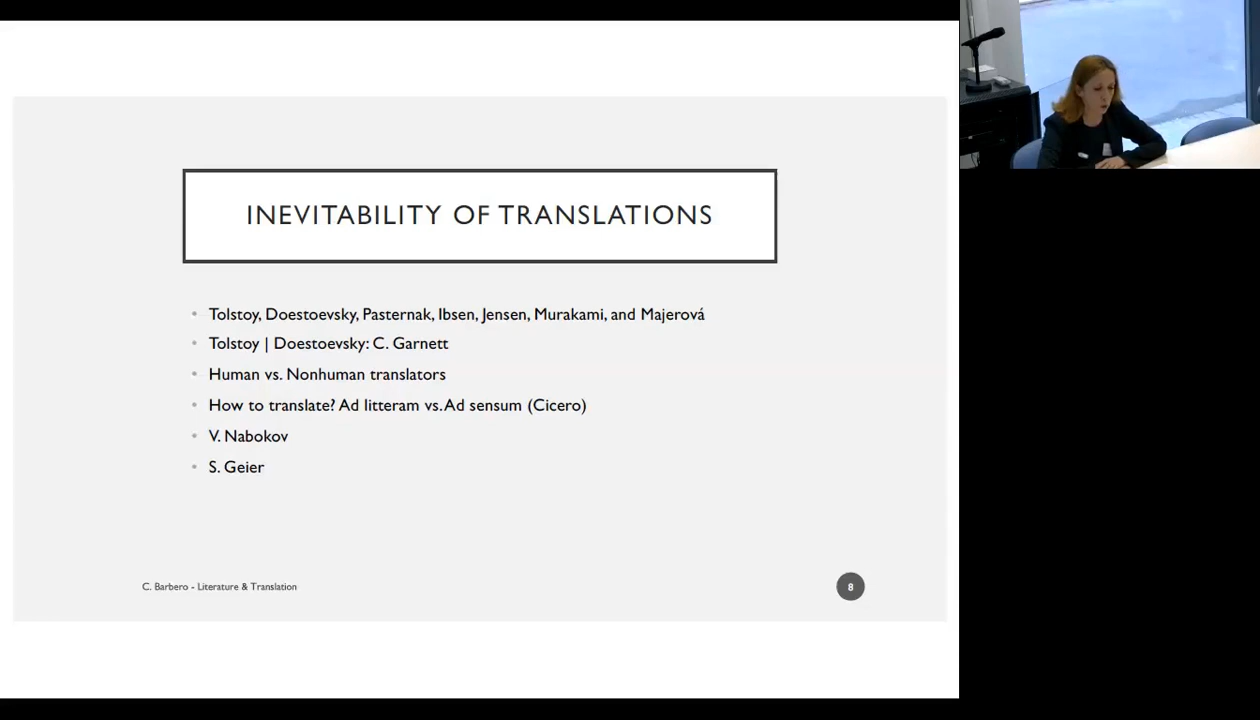 INEVITABILITY OF TRANSLATIONS
• Tolstoy, Doestoevsky, Pasternak, Ibsen, Jensen, Murakami, and Majerová
• Tolstoy | Doestoevsky: C. Garnett
• Human vs. Nonhuman translators
• How to translate? Ad litteram vs. Ad sensum (Cicero)
• V. Nabokov
• S. Geier
C. Barbero - Literature & Translation
8